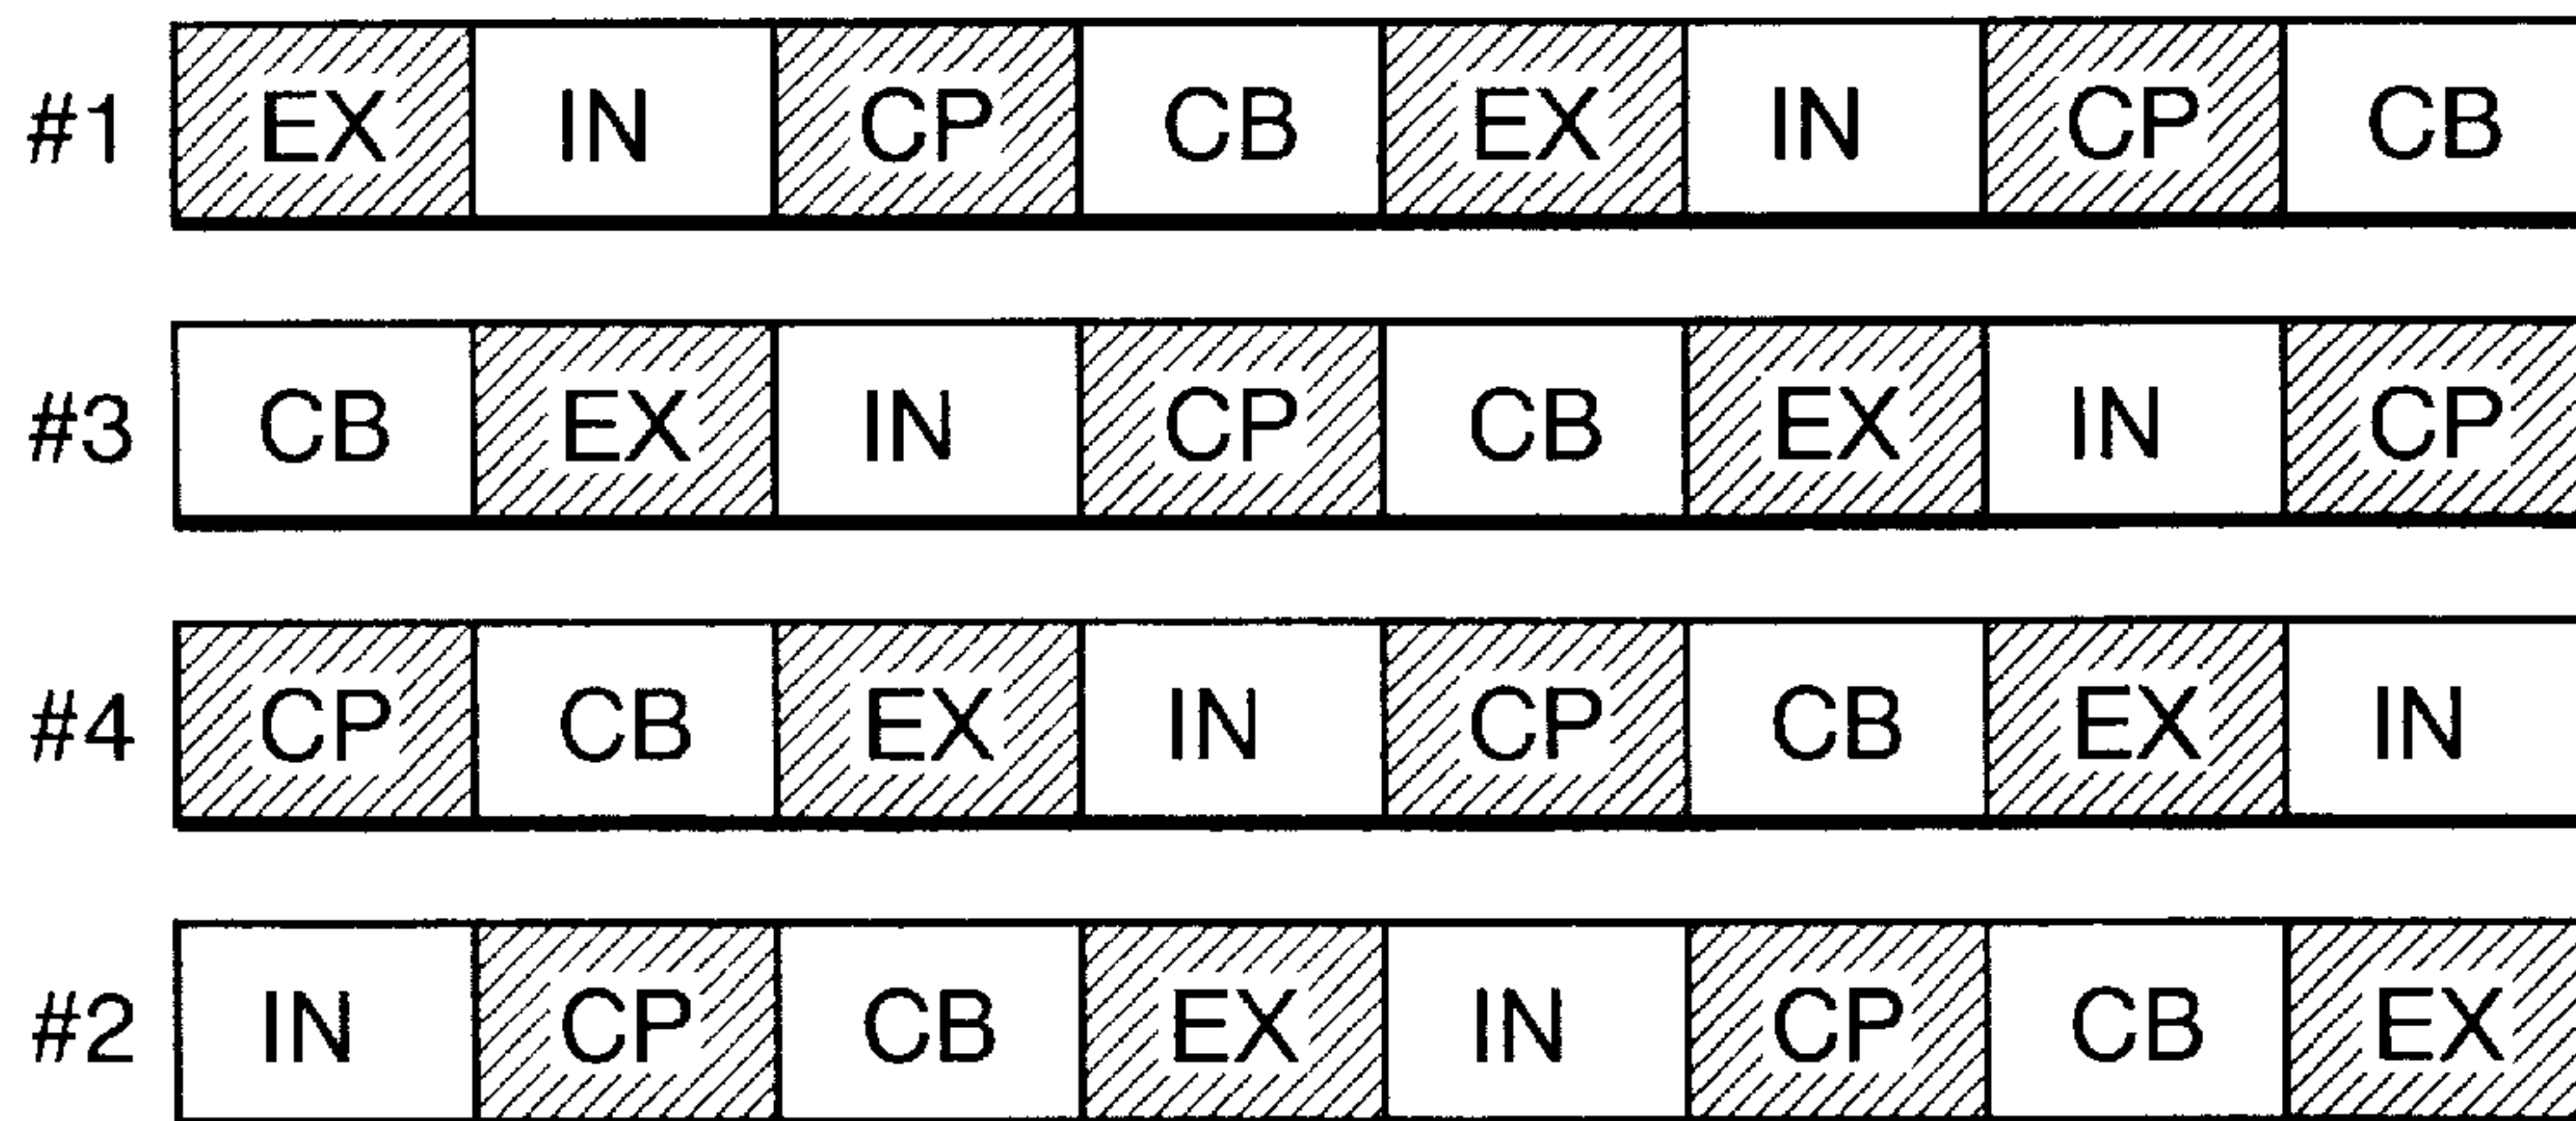 #1 EX IN CP CB EX IN CP CB
#3 CB EX IN CP CB EX IN CP
#4 CP CB EX IN CP CB EX IN
#2 IN CP CB EX IN CP CB EX